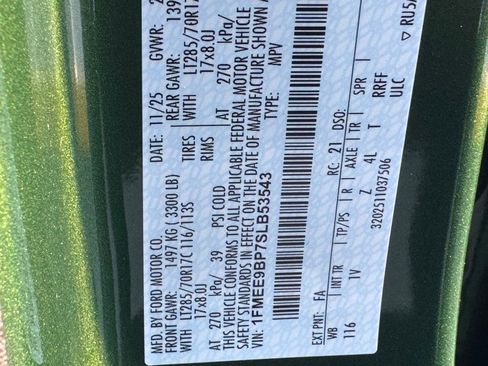 MFD. BY FORD MOTOR CO. 11/25 GVWR: 2
FRONT GAWR: 1497 KG ( 3300 LB) REAR GAWR: 139
LT285/70R17C 116/113S TIRES WITH LT285/70R17
17x8.0J RIMS 17x8.0J
AT 270 kPa/ 39 PSI COLD AT 270 kPa/
THIS VEHICLE CONFORMS TO ALL APPLICABLE FEDERAL MOTOR VEHICLE
SAFETY STANDARDS IN EFFECT ON THE DATE OF MANUFACTURE SHOWN
VIN: 1FMEE9BP7SLB53543 TYPE: MPV
EXT PNT: FA RC: 21 DSO:
WB INT TR TP/PS R AXLE TR SPR
116 1V Z 4L T RRFF
3202511037506 ULC
▽ RU5